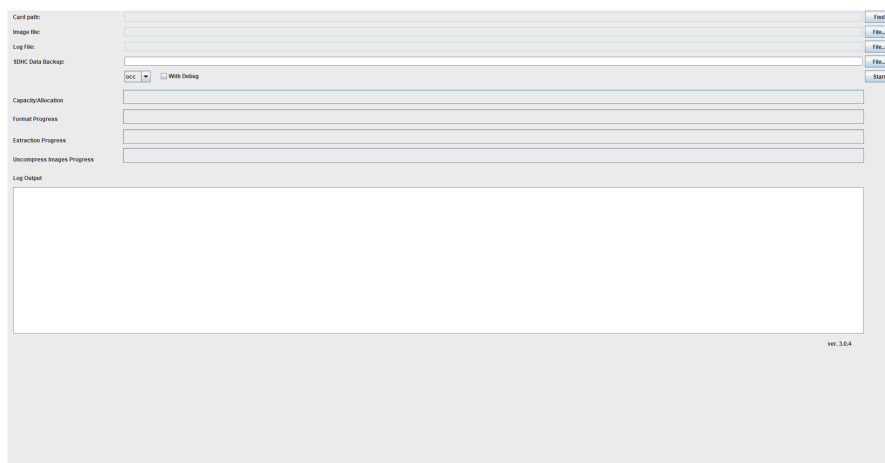 Card path: Find
Image file: File...
Log File: File...
SDHC Data Backup: File...
occ With Debug Start
Capacity/Allocation
Format Progress
Extraction Progress
Uncompress Images Progress
Log Output
ver. 3.0.4